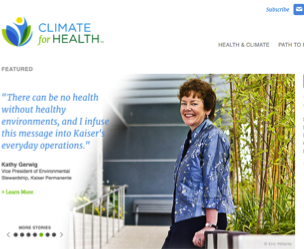 Subscribe
CLIMATE
for HEALTH
HEALTH & CLIMATE PATH TO
FEATURED
"There can be no health
without healthy
environments, and I infuse
this message into Kaiser's
everyday operations."
Kathy Gerwig
Vice President of Environmental
Stewardship, Kaiser Permanente
+ Learn More
MORE STORIES